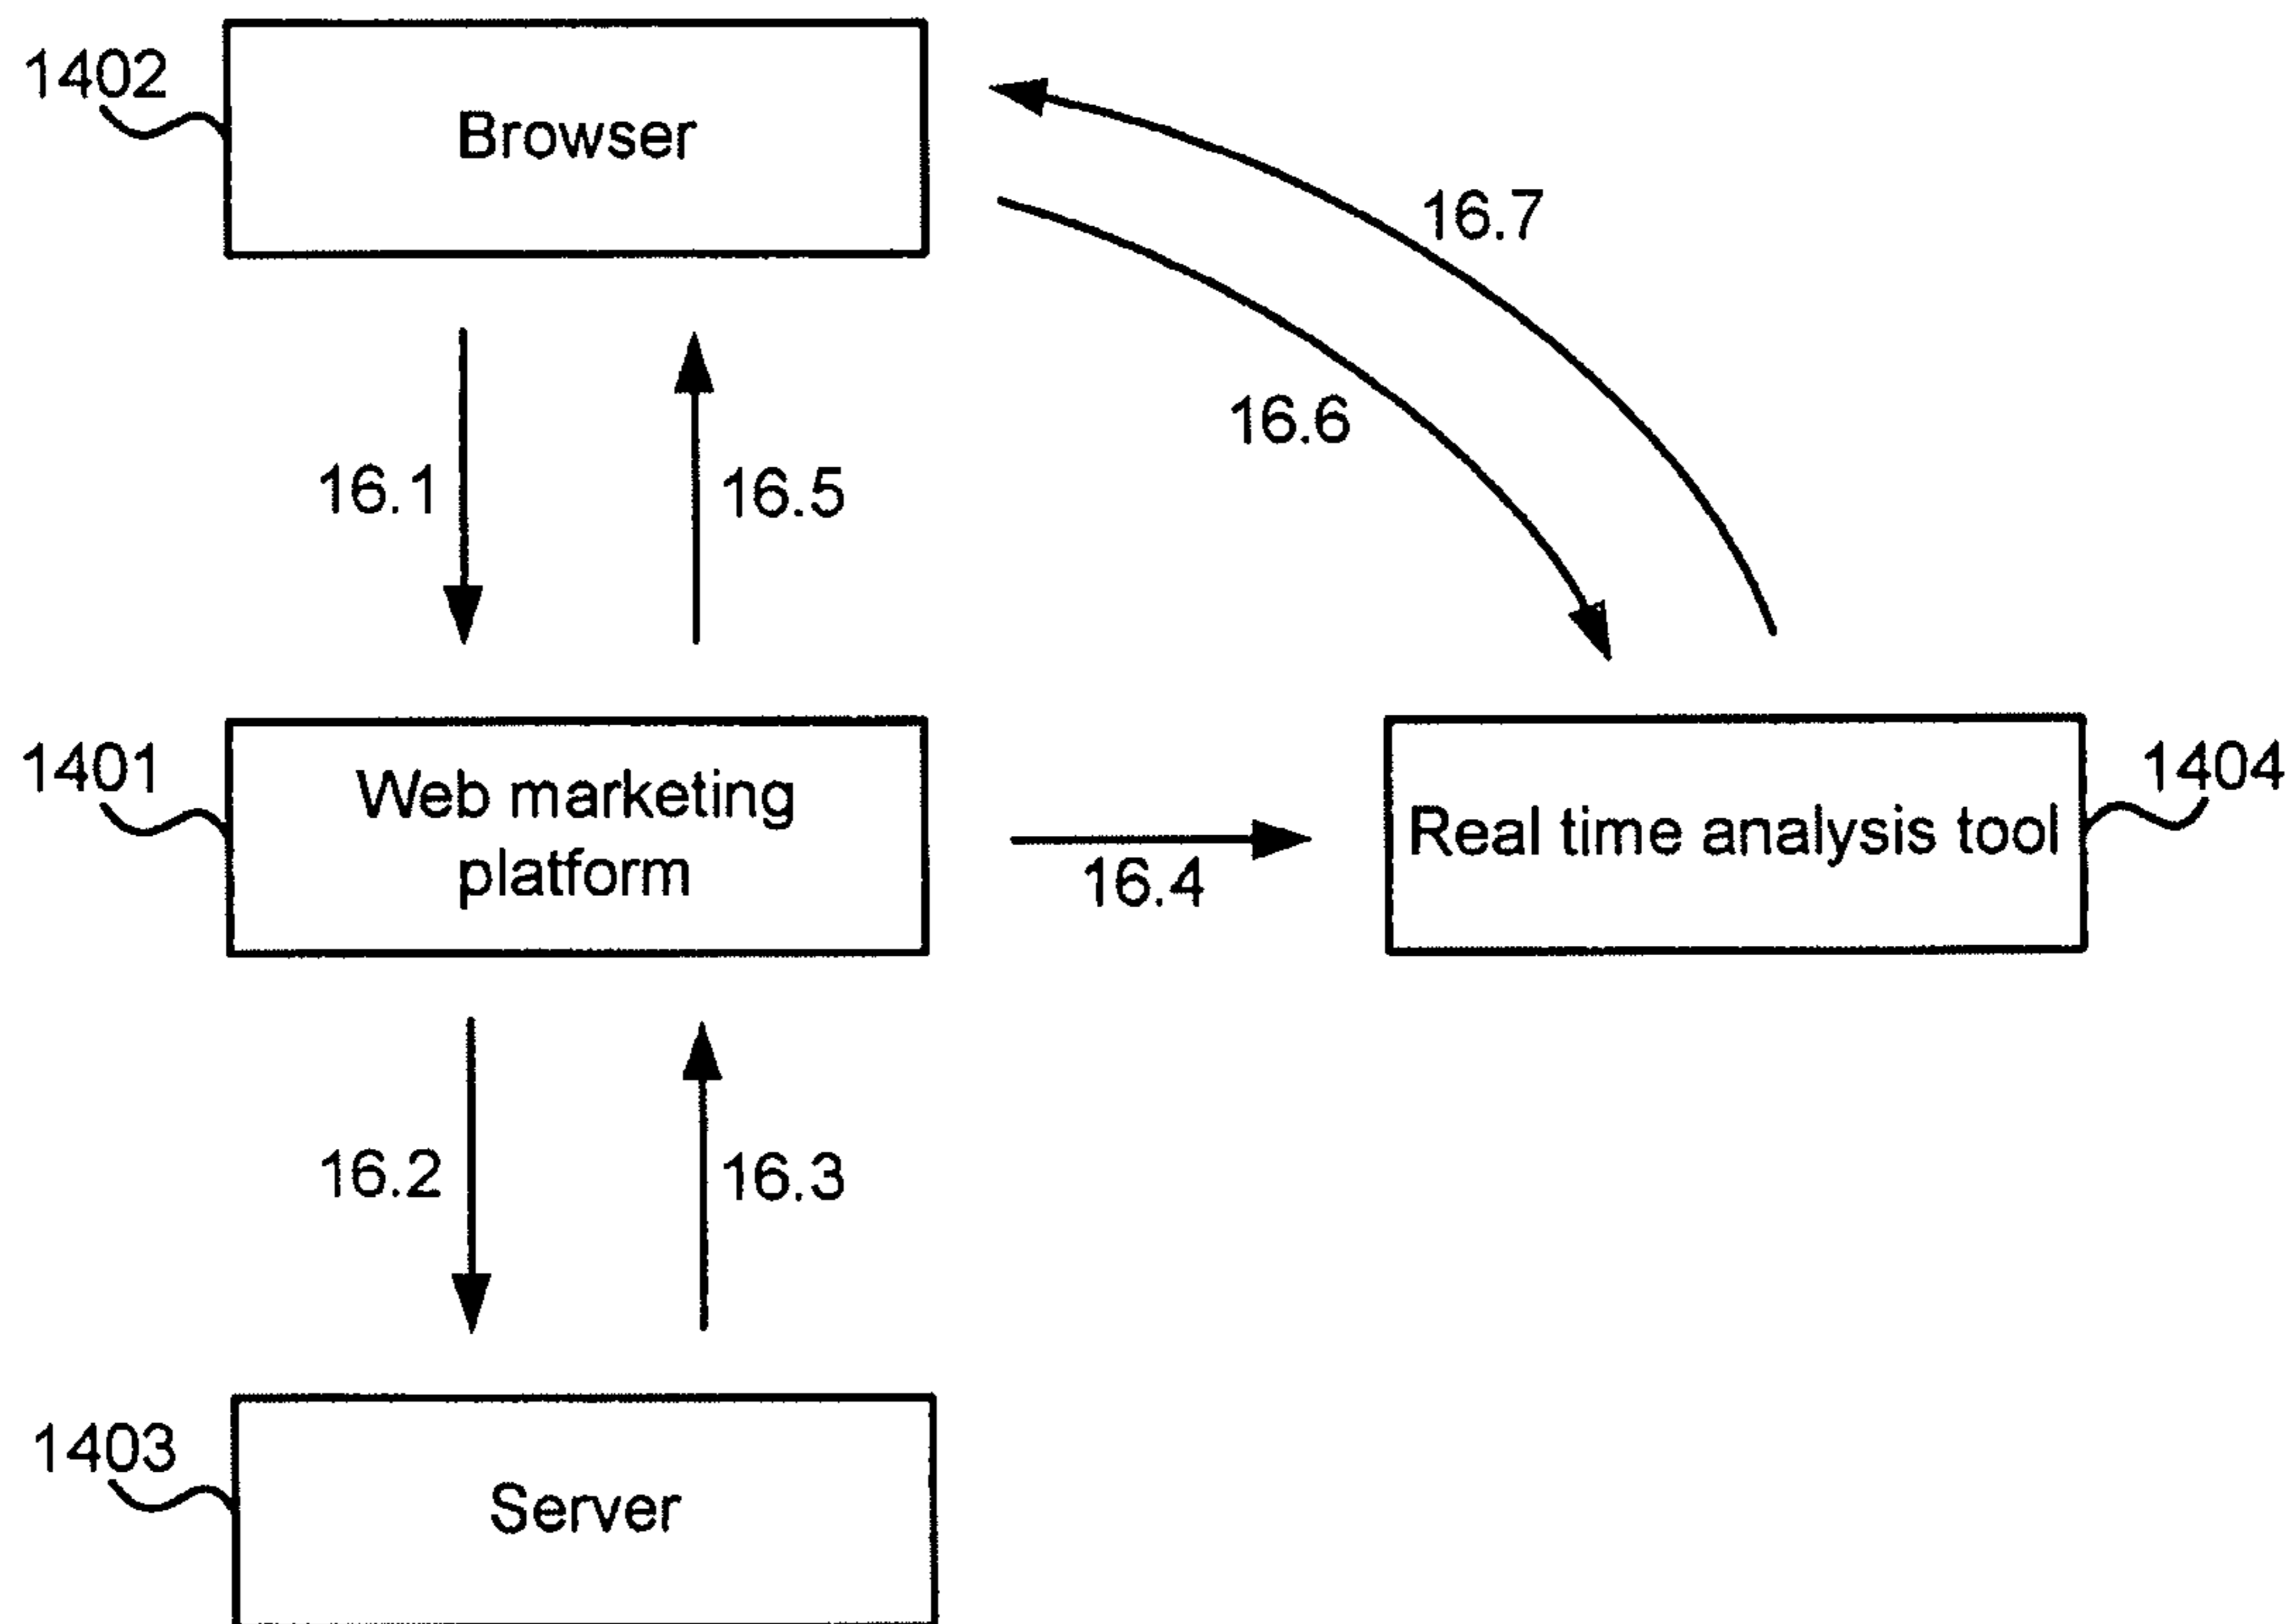 1402
Browser
16.7
16.6
16.1
16.5
1401
Web marketing
platform
16.4
Real time analysis tool
1404
16.2
16.3
1403
Server